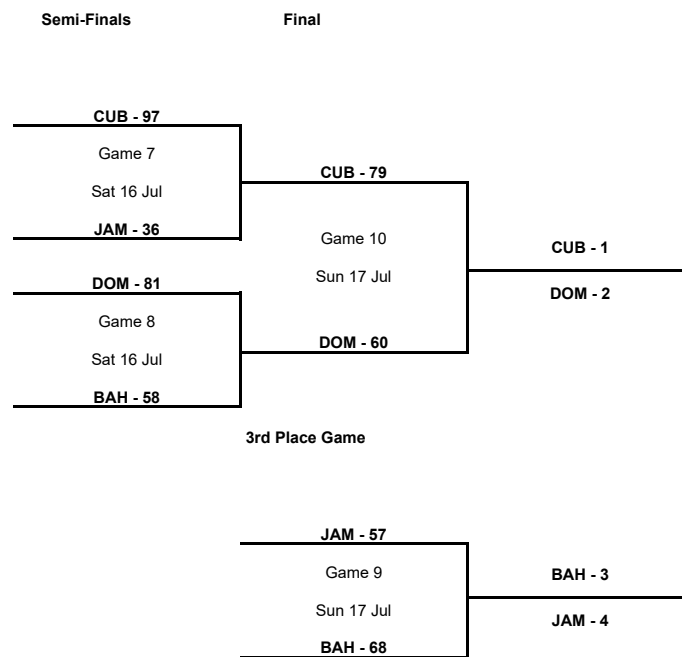 Semi-Finals Final
CUB - 97
Game 7
CUB - 79
Sat 16 Jul
JAM - 36
Game 10
CUB - 1
DOM - 81
Sun 17 Jul
DOM - 2
Game 8
DOM - 60
Sat 16 Jul
BAH - 58
3rd Place Game
JAM - 57
Game 9
BAH - 3
Sun 17 Jul
JAM - 4
BAH - 68